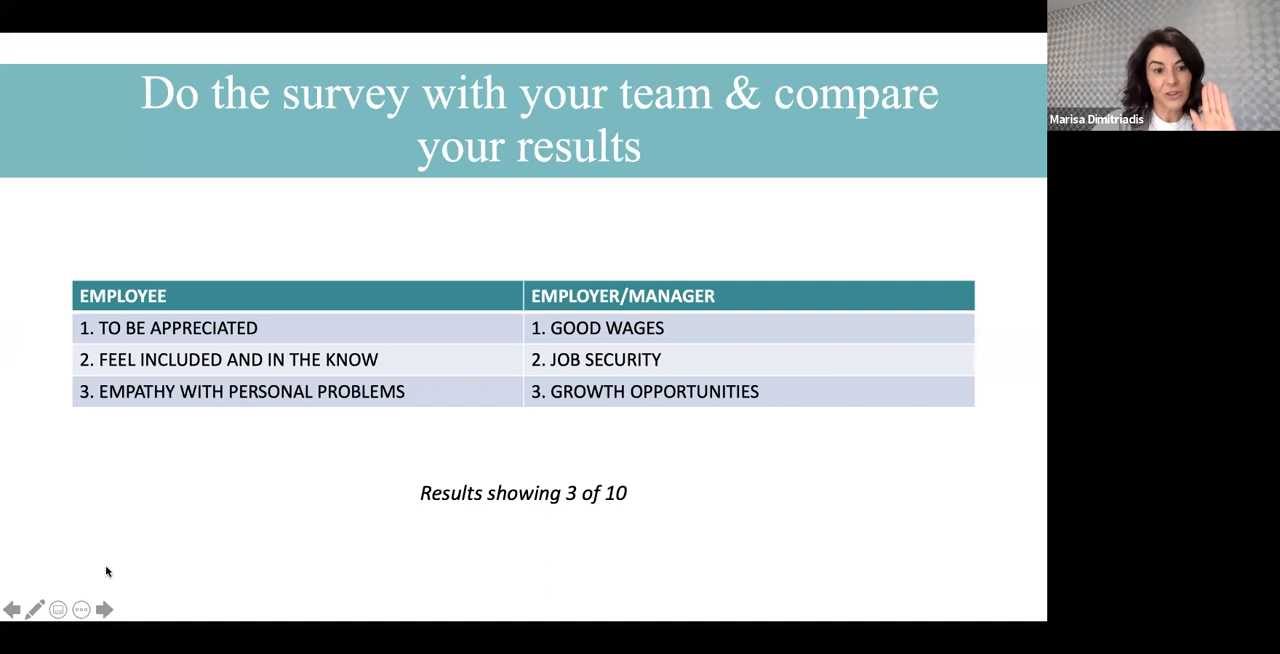 Do the survey with your team & compare
your results
Marisa Dimitriadis
EMPLOYEE
EMPLOYER/MANAGER
1. TO BE APPRECIATED
1. GOOD WAGES
2. FEEL INCLUDED AND IN THE KNOW
2. JOB SECURITY
3. EMPATHY WITH PERSONAL PROBLEMS
3. GROWTH OPPORTUNITIES
Results showing 3 of 10